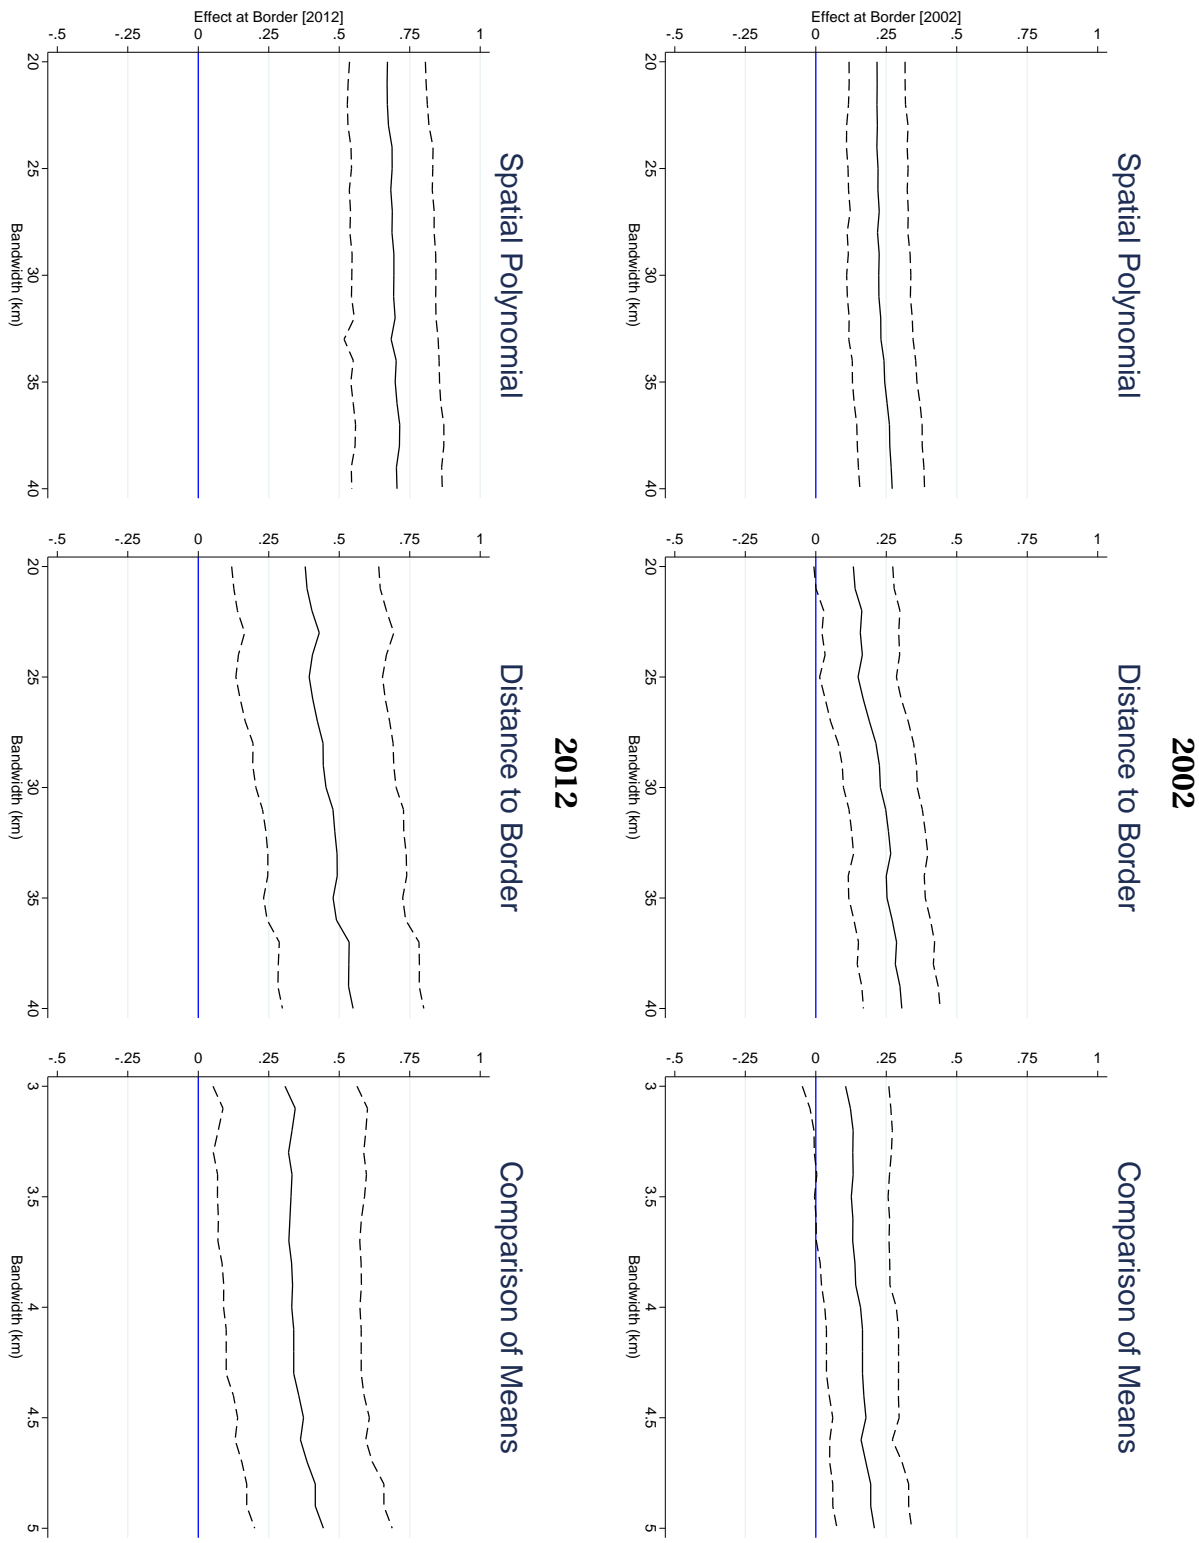 2002
Spatial Polynomial
Distance to Border
Comparison of Means
Effect at Border [2002]
-.5 -.25 0 .25 .5 .75 1
20 25 30 35 40
Bandwidth (km)
-.5 -.25 0 .25 .5 .75 1
20 25 30 35 40
Bandwidth (km)
-.5 -.25 0 .25 .5 .75 1
3 3.5 4 4.5 5
Bandwidth (km)
2012
Spatial Polynomial
Distance to Border
Comparison of Means
Effect at Border [2012]
-.5 -.25 0 .25 .5 .75 1
20 25 30 35 40
Bandwidth (km)
-.5 -.25 0 .25 .5 .75 1
20 25 30 35 40
Bandwidth (km)
-.5 -.25 0 .25 .5 .75 1
3 3.5 4 4.5 5
Bandwidth (km)